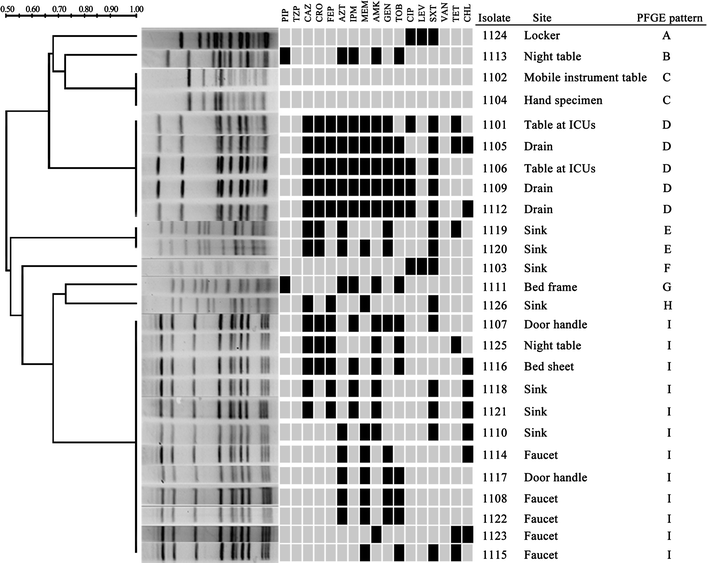 0.50 0.60 0.70 0.80 0.90 1.00 PIP TZP CAZ CRO FEP AZT IPM MEM AMK GEN TOB CIP LEV SXT VAN TET CHL Isolate Site PFGE pattern
1124 Locker A
1113 Night table B
1102 Mobile instrument table C
1104 Hand specimen C
1101 Table at ICUs D
1105 Drain D
1106 Table at ICUs D
1109 Drain D
1112 Drain D
1119 Sink E
1120 Sink E
1103 Sink F
1111 Bed frame G
1126 Sink H
1107 Door handle I
1125 Night table I
1116 Bed sheet I
1118 Sink I
1121 Sink I
1110 Sink I
1114 Faucet I
1117 Door handle I
1108 Faucet I
1122 Faucet I
1123 Faucet I
1115 Faucet I